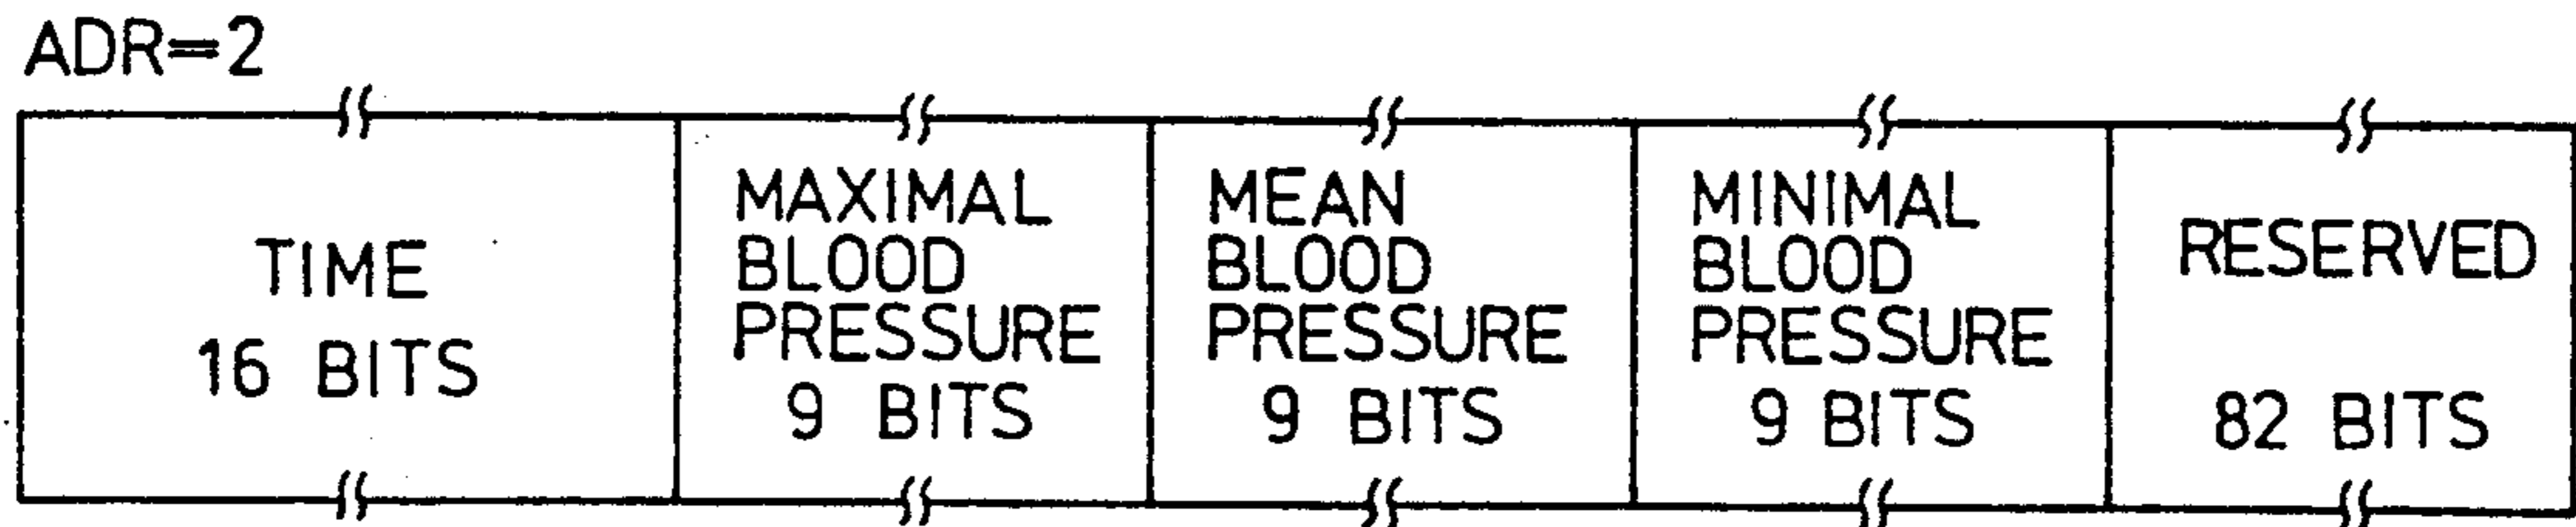 ADR=2
TIME
16 BITS
MAXIMAL
BLOOD
PRESSURE
9 BITS
MEAN
BLOOD
PRESSURE
9 BITS
MINIMAL
BLOOD
PRESSURE
9 BITS
RESERVED
82 BITS